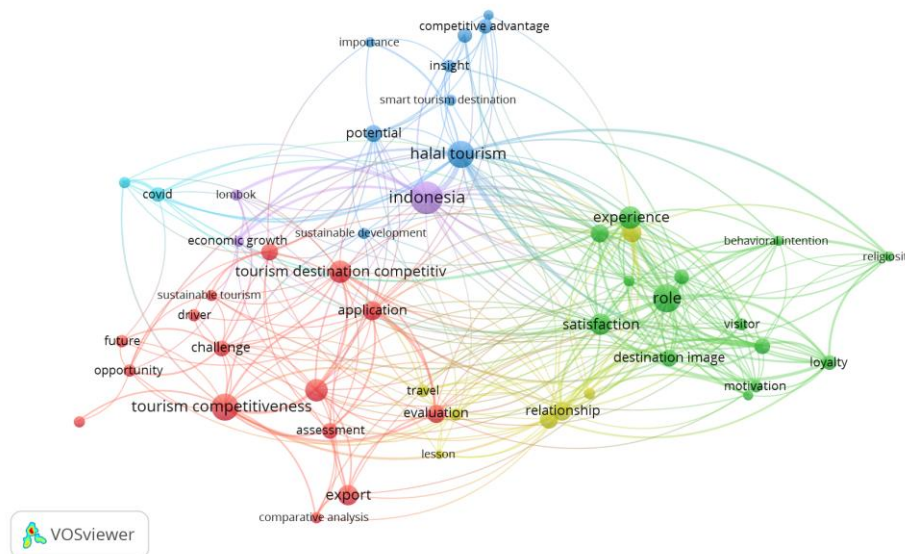 competitive advantage
importance
insight
smart tourism destination
potential
halal tourism
covid
lombok
indonesia
experience
sustainable development
economic growth
behavioral intention
religiosit
tourism destination competitiv
sustainable tourism
role
application
driver
visitor
satisfaction
future
challenge
destination image
loyalty
opportunity
travel
motivation
tourism competitiveness
evaluation
relationship
assessment
lesson
export
comparative analysis
VOSviewer